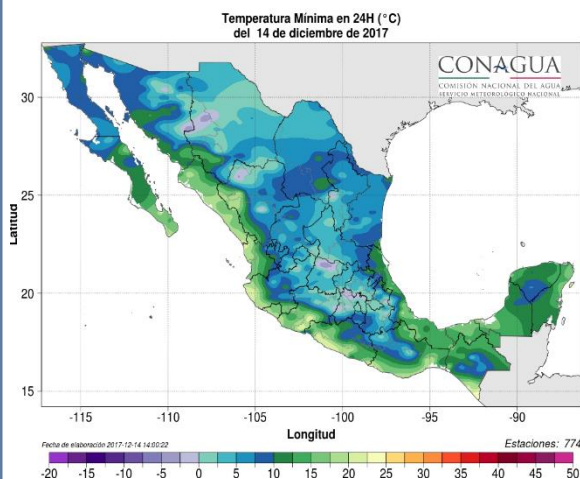 Temperatura Mínima en 24H (°C)
del 14 de diciembre de 2017
CONAGUA
COMISIÓN NACIONAL DEL AGUA
SERVICIO METEOROLÓGICO NACIONAL
Latitud
30
25
20
15
-115 -110 -105 -100 -95 -90
Longitud
Fecha de elaboración 2017-12-14 14:00:22
Estaciones: 774
-20 -15 -10 -5 0 5 10 15 20 25 30 35 40 45 50